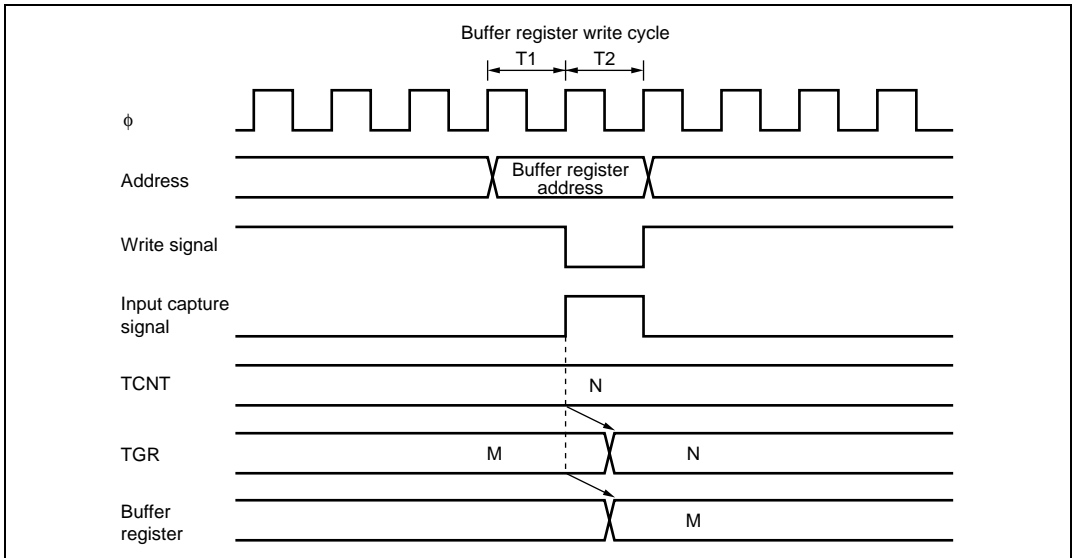 Buffer register write cycle
T1 T2
ϕ
Address
Buffer register
address
Write signal
Input capture
signal
TCNT
N
TGR
M N
Buffer
register
M